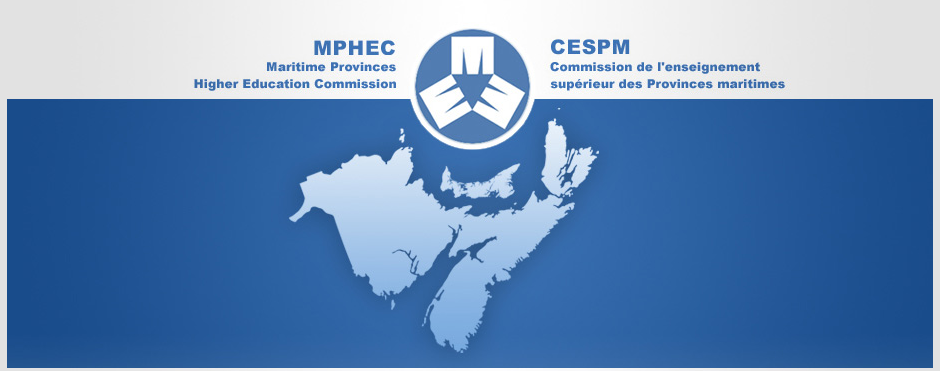 MPHEC
Maritime Provinces
Higher Education Commission
M
CESPM
Commission de l'enseignement
supérieur des Provinces maritimes